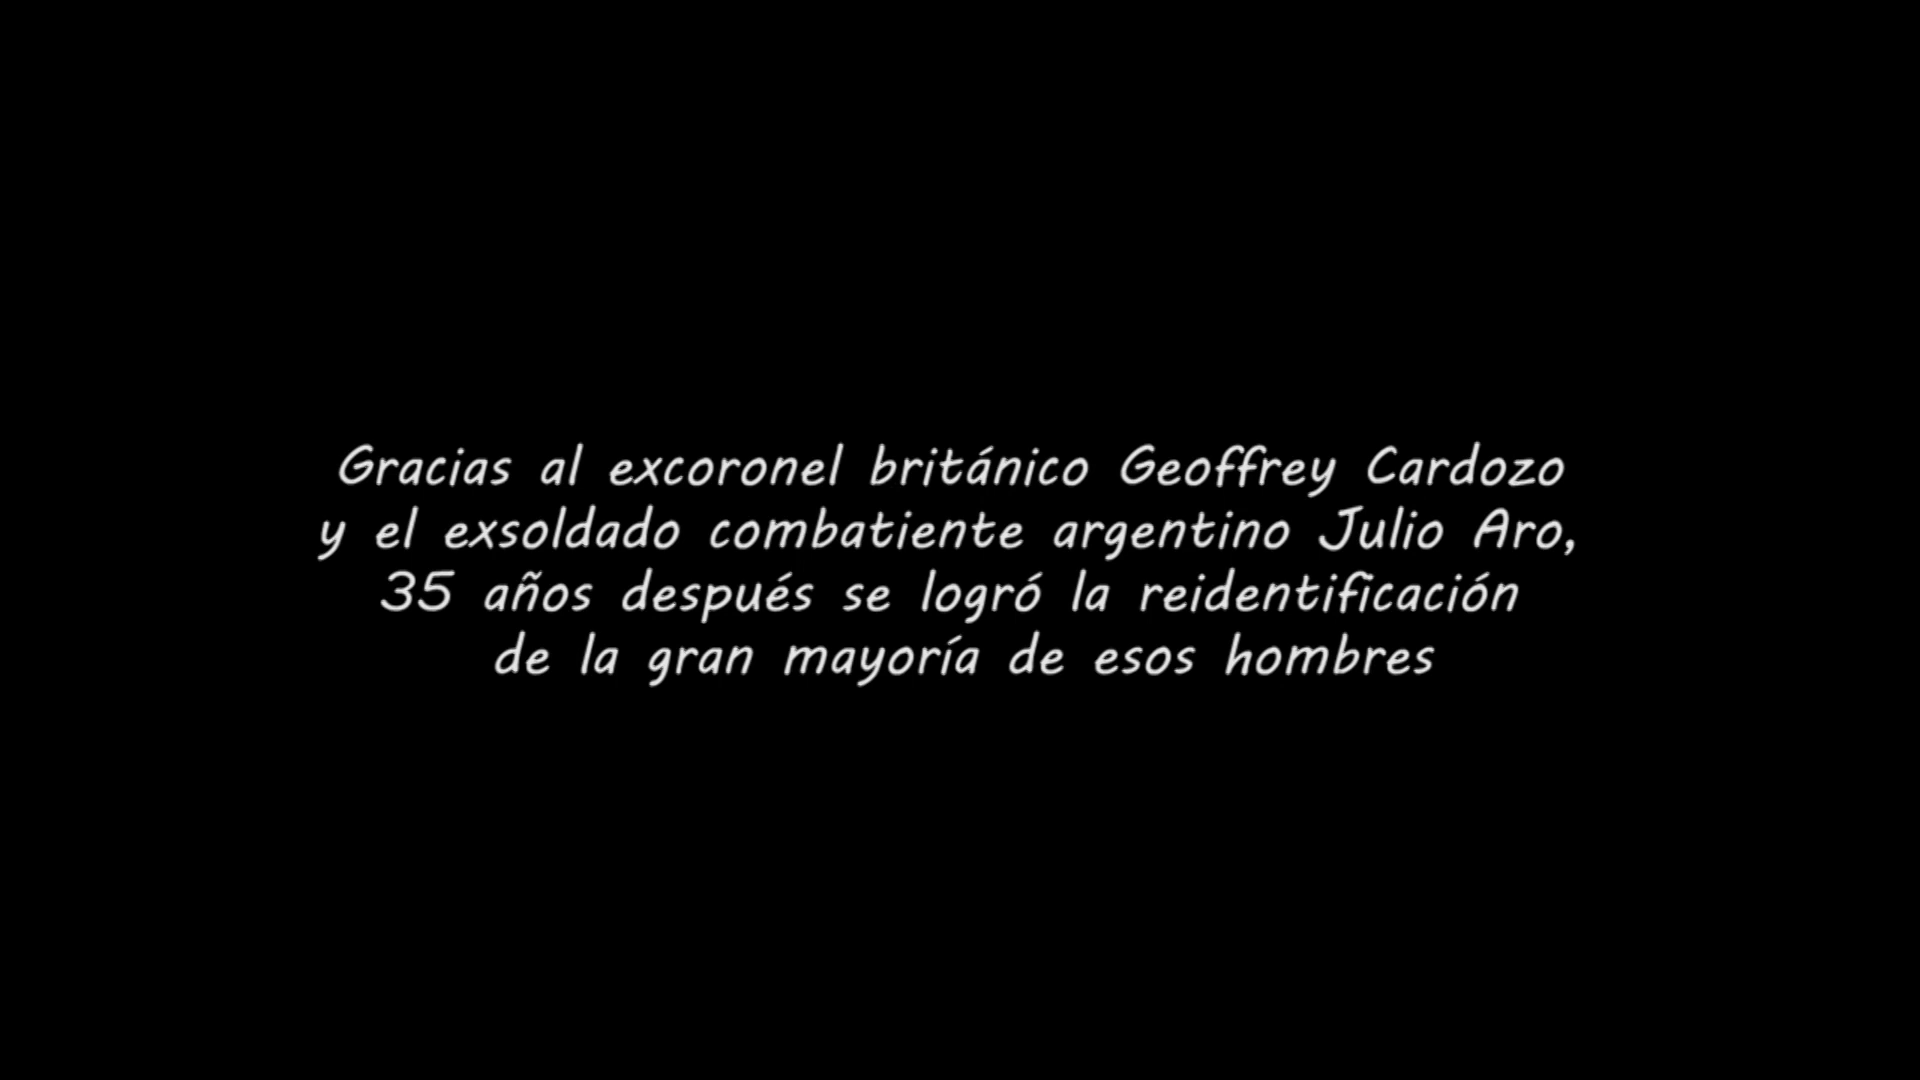 Gracias al excoronel británico Geoffrey Cardozo
y el exsoldado combatiente argentino Julio Aro,
35 años después se logró la reidentificación
de la gran mayoría de esos hombres